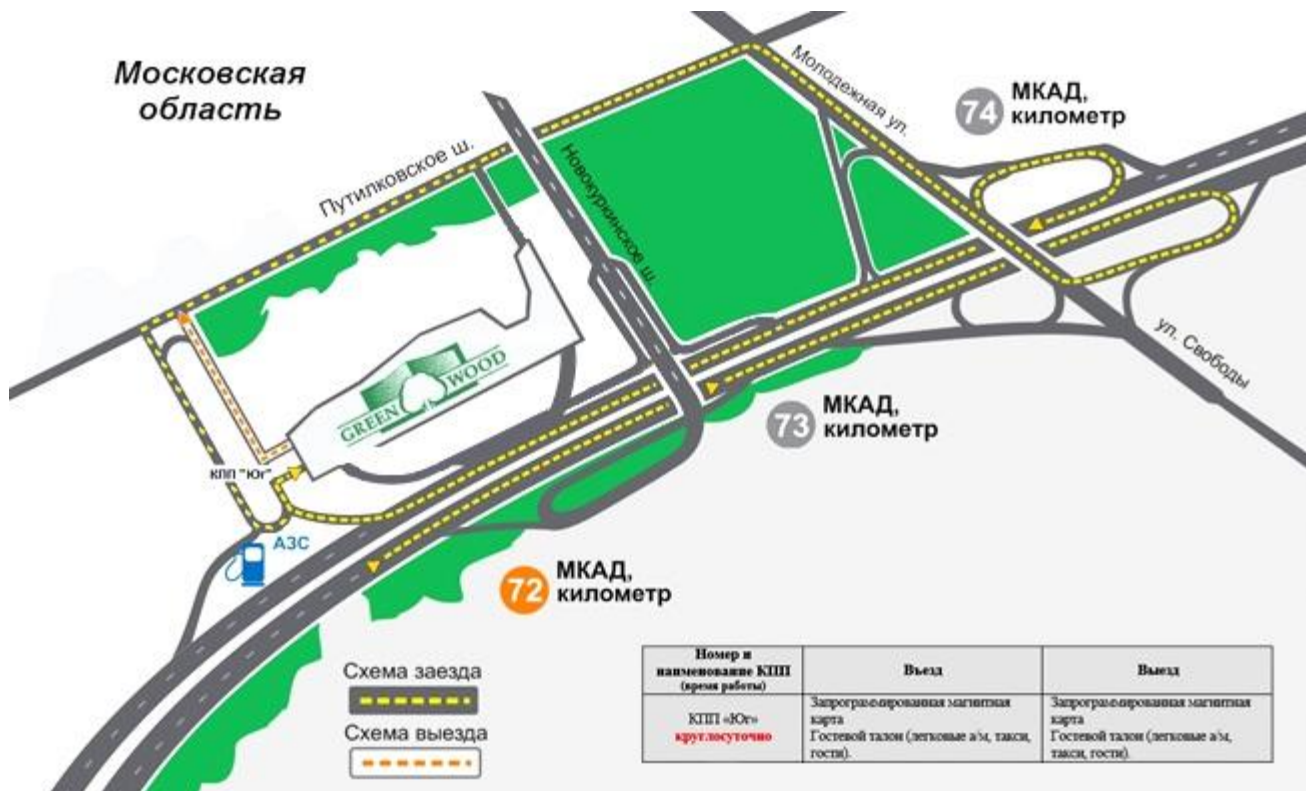 Московская
область
Путилковское ш.
Новокуркинское ш.
Молодежная ул.
74
МКАД,
километр
ул. Свободы
GREEN WOOD
КПП "Юг"
АЗС
73
МКАД,
километр
72
МКАД,
километр
Схема заезда
Схема выезда
Номер и
наименование КПП
(время работы)
Въезд
Выезд
КПП «Юг»
круглосуточно
Запрограммированная магнитная
карта
Гостевой талон (легковые а/м, такси,
гости).
Запрограммированная магнитная
карта
Гостевой талон (легковые а/м,
такси, гости).